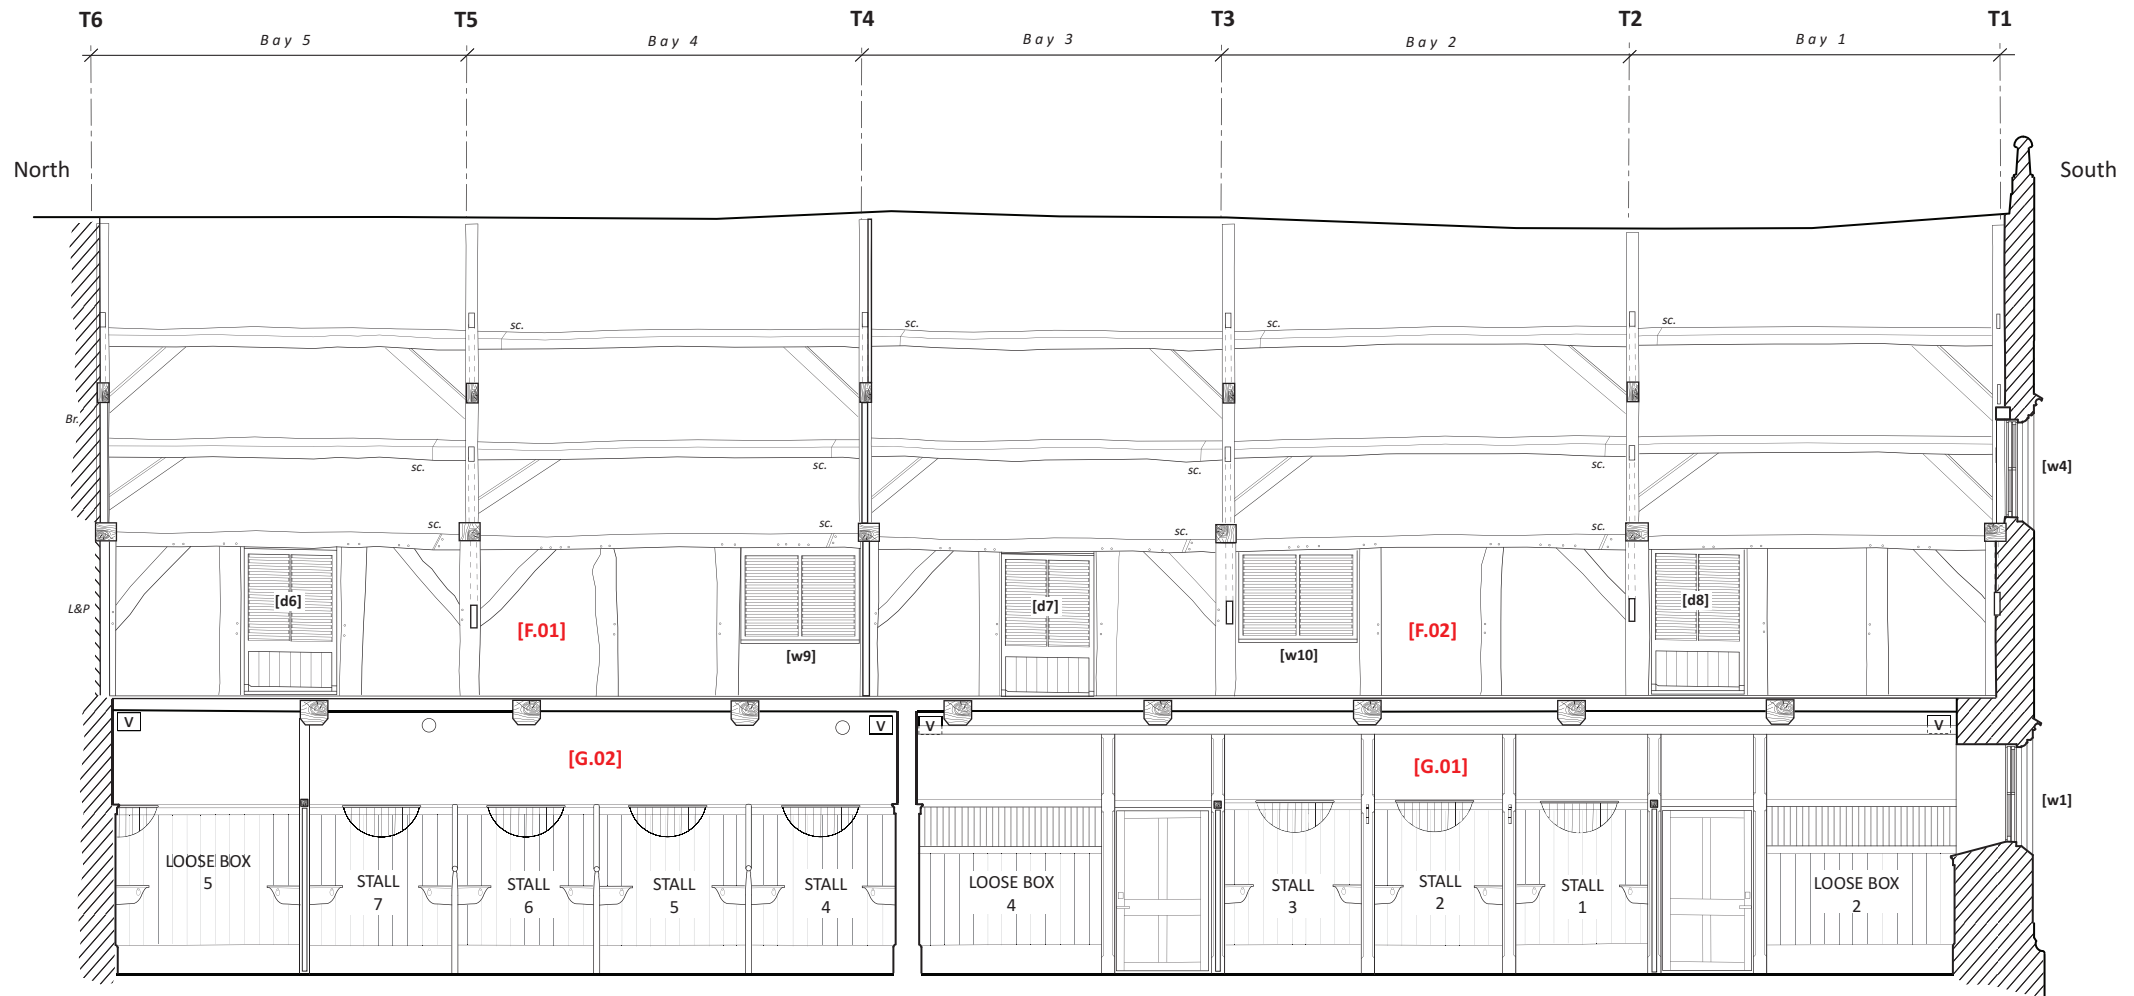 T6 T5 T4 T3 T2 T1
Bay 5 Bay 4 Bay 3 Bay 2 Bay 1
North South
sc. sc. sc. sc.
Br.
sc. sc. sc. sc. [w4]
sc. sc. sc. sc.
L&P [d6] [d7] [d8]
[F.01] [F.02]
[w9] [w10]
V V V V
[G.02] [G.01]
[w1]
LOOSE BOX
5
STALL
7
STALL
6
STALL
5
STALL
4
LOOSE BOX
4
STALL
3
STALL
2
STALL
1
LOOSE BOX
2